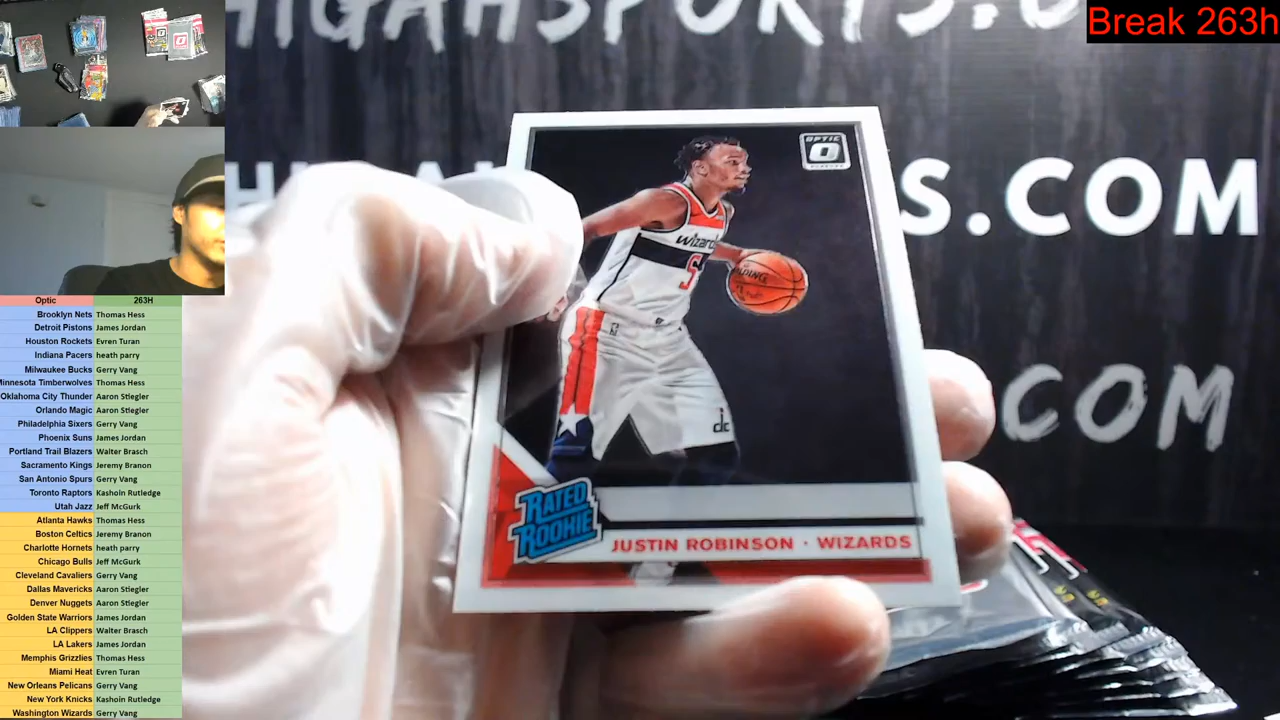 Break 263h
HIGAHSPORTS.C
S.COM
COM
OPTIC
wizards
5
SPALDING
dc
RATED
ROOKIE
JUSTIN ROBINSON · WIZARDS
Optic 263H
Brooklyn Nets Thomas Hess
Detroit Pistons James Jordan
Houston Rockets Evren Turan
Indiana Pacers heath parry
Milwaukee Bucks Gerry Vang
Minnesota Timberwolves Thomas Hess
Oklahoma City Thunder Aaron Stiegler
Orlando Magic Aaron Stiegler
Philadelphia Sixers Gerry Vang
Phoenix Suns James Jordan
Portland Trail Blazers Walter Brasch
Sacramento Kings Jeremy Branon
San Antonio Spurs Gerry Vang
Toronto Raptors Kashoin Rutledge
Utah Jazz Jeff McGurk
Atlanta Hawks Thomas Hess
Boston Celtics Jeremy Branon
Charlotte Hornets heath parry
Chicago Bulls Jeff McGurk
Cleveland Cavaliers Gerry Vang
Dallas Mavericks Aaron Stiegler
Denver Nuggets Aaron Stiegler
Golden State Warriors James Jordan
LA Clippers Walter Brasch
LA Lakers James Jordan
Memphis Grizzlies Thomas Hess
Miami Heat Evren Turan
New Orleans Pelicans Gerry Vang
New York Knicks Kashoin Rutledge
Washington Wizards Gerry Vang